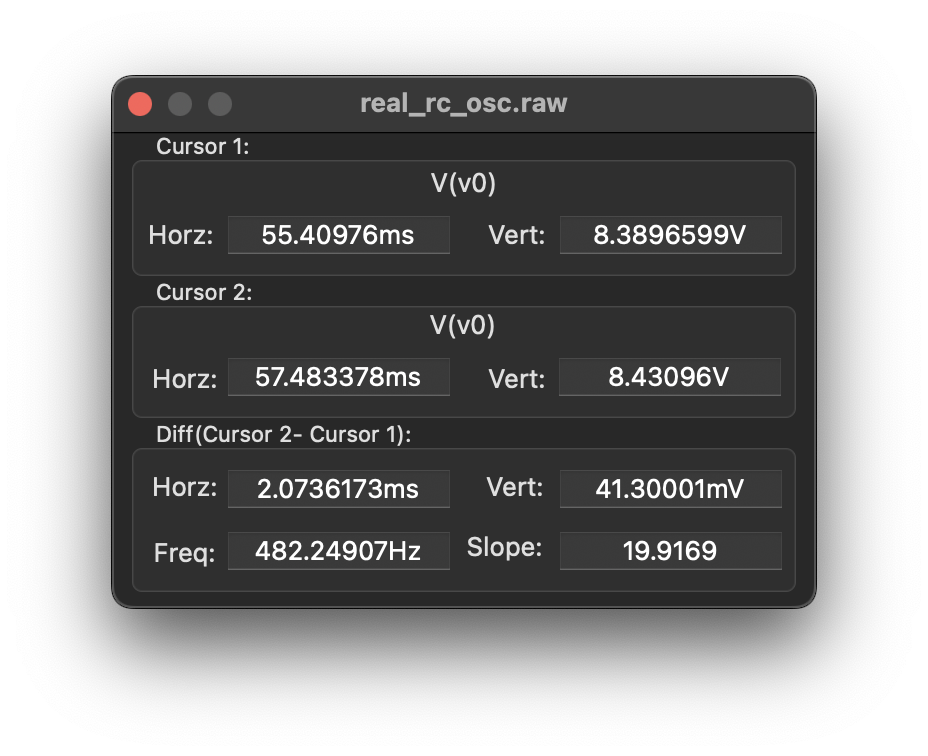 real_rc_osc.raw
Cursor 1:
V(v0)
Horz: 55.40976ms Vert: 8.3896599V
Cursor 2:
V(v0)
Horz: 57.483378ms Vert: 8.43096V
Diff(Cursor 2- Cursor 1):
Horz: 2.0736173ms Vert: 41.30001mV
Freq: 482.24907Hz Slope: 19.9169